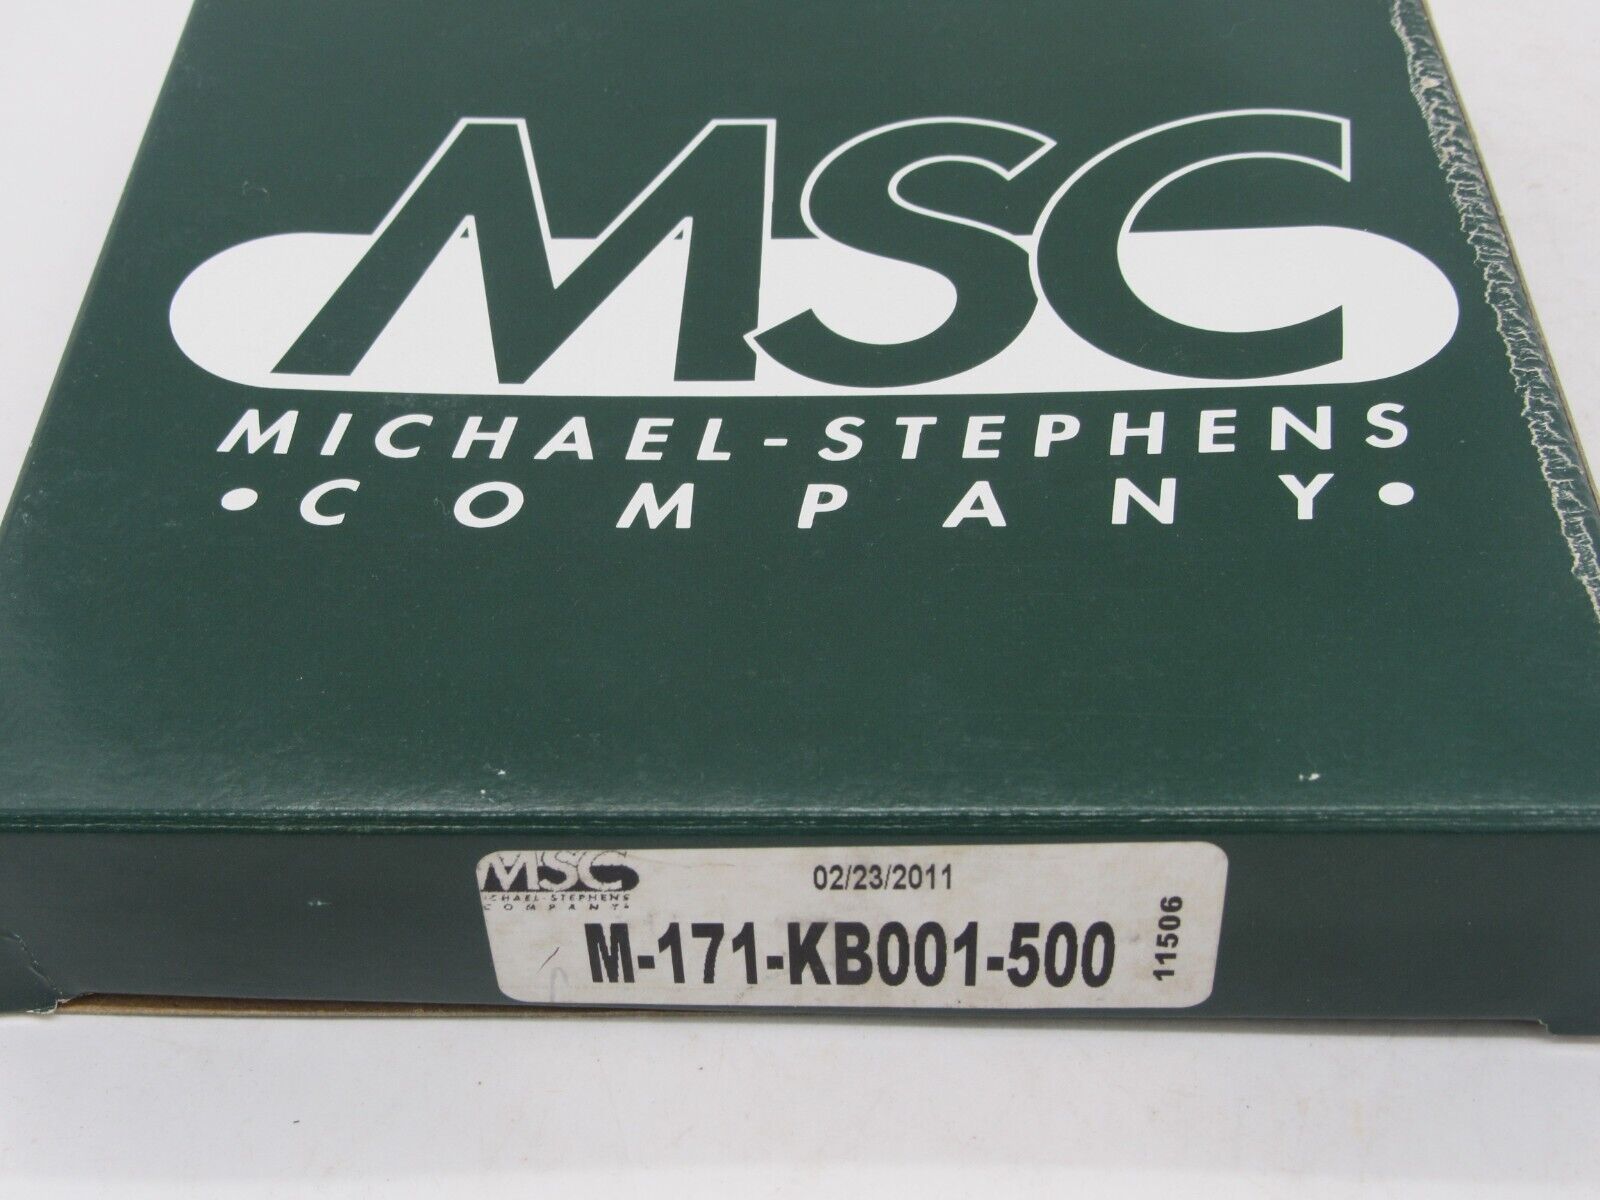 MSC
MICHAEL-STEPHENS
•COMPANY•
MSC
MICHAEL-STEPHENS
COMPANY•
02/23/2011
M-171-KB001-500
11506